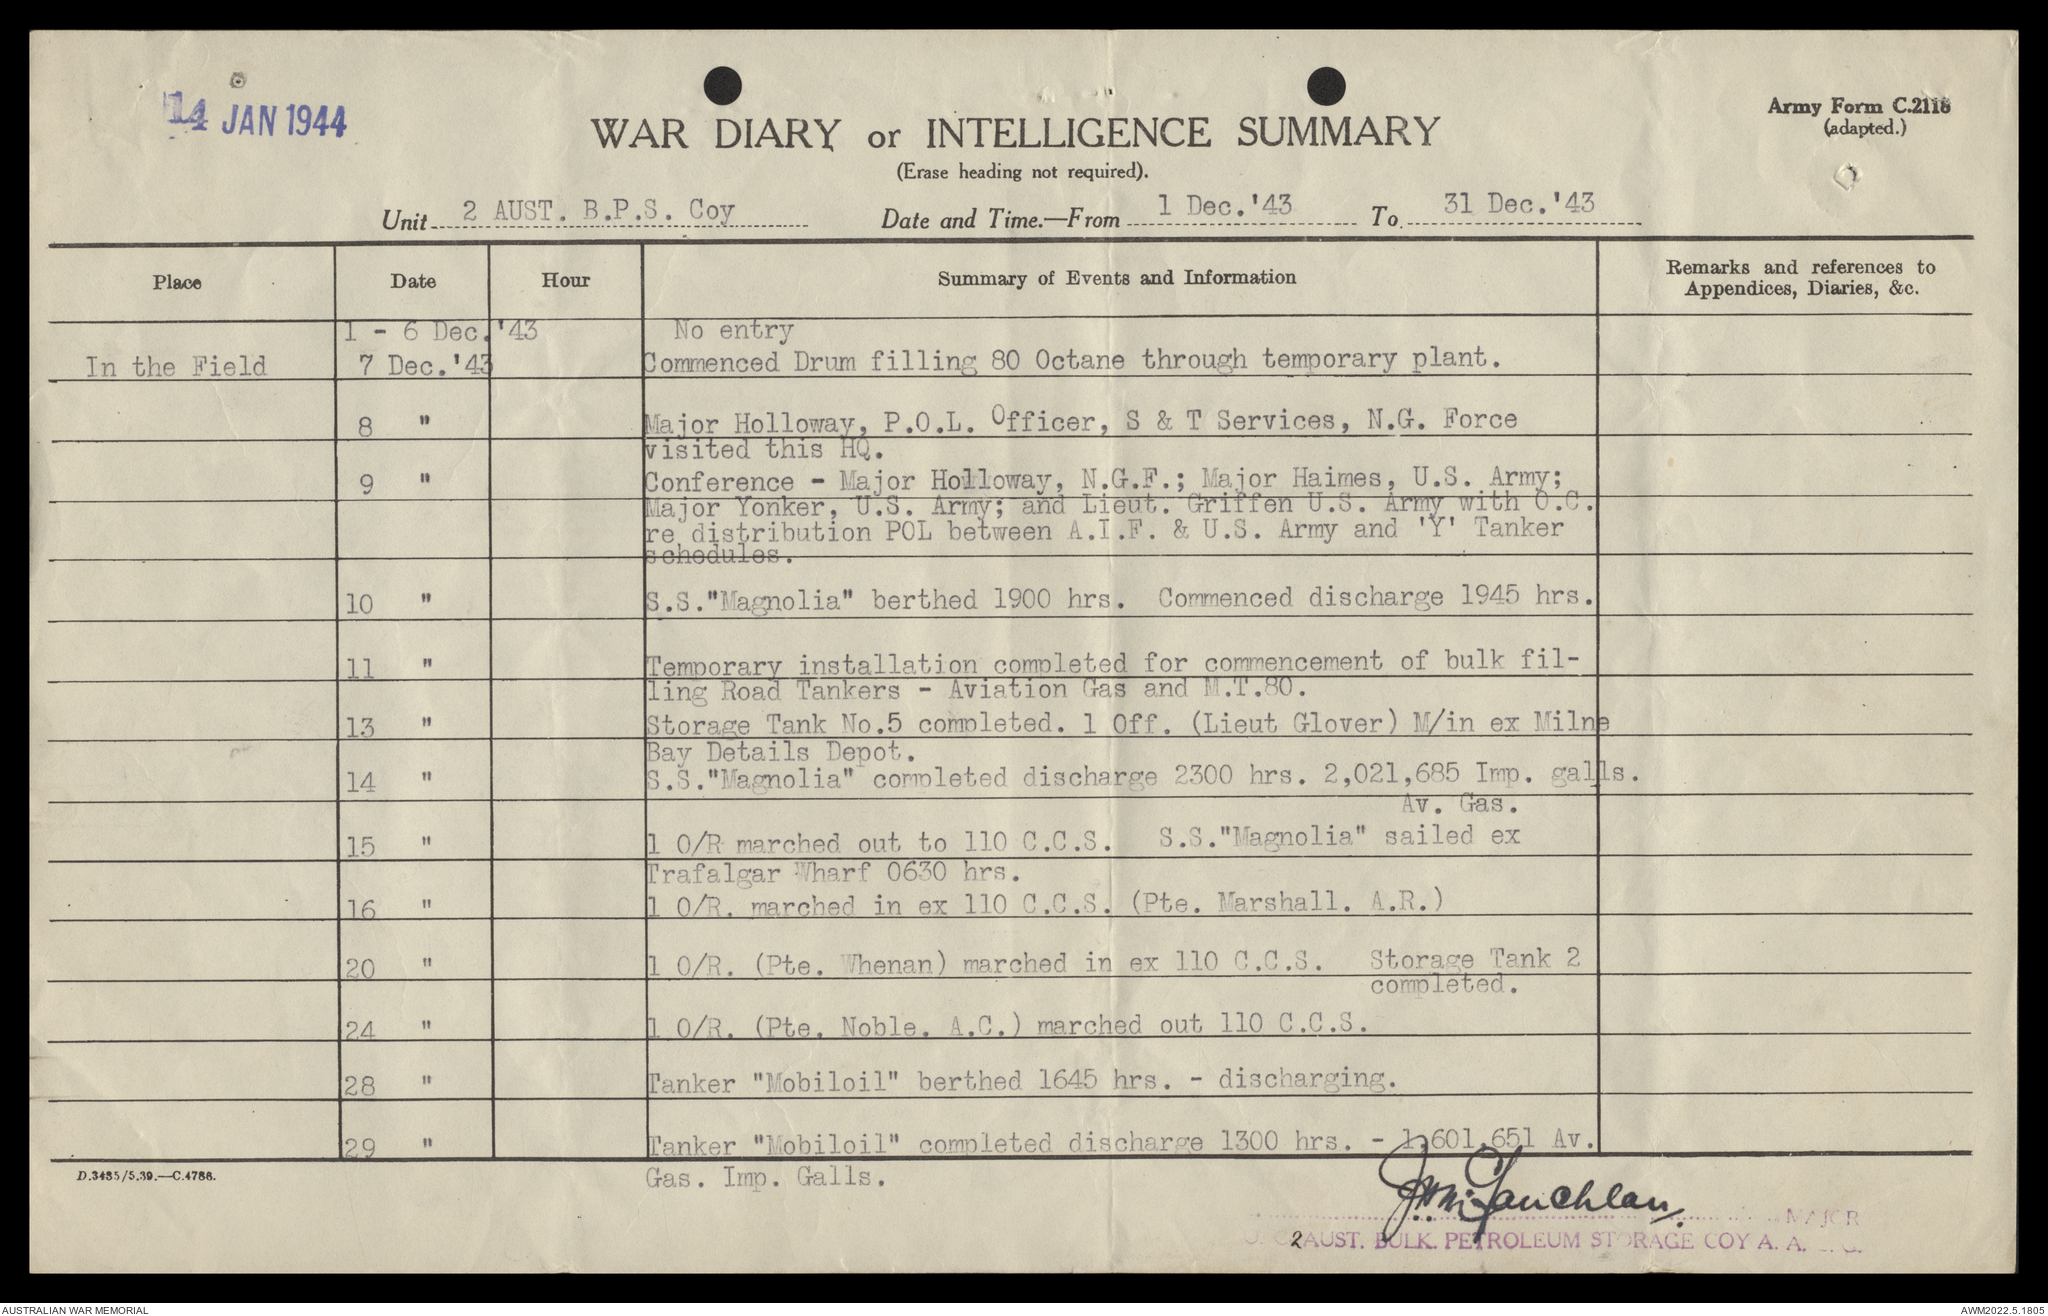 14 JAN 1944
Army Form C.2118
(adapted.)
WAR DIARY or INTELLIGENCE SUMMARY
(Erase heading not required).
Unit 2 AUST. B.P.S. Coy Date and Time.—From 1 Dec.'43 To 31 Dec.'43
Place Date Hour Summary of Events and Information Remarks and references to
Appendices, Diaries, &c.
1 - 6 Dec.'43 No entry
In the Field 7 Dec.'43 Commenced Drum filling 80 Octane through temporary plant.
8 " Major Holloway, P.O.L. Officer, S & T Services, N.G. Force
visited this HQ.
9 " Conference - Major Holloway, N.G.F.; Major Haimes, U.S. Army;
Major Yonker, U.S. Army; and Lieut. Griffen U.S. Army with O.C.
re distribution POL between A.I.F. & U.S. Army and 'Y' Tanker
schedules.
10 " S.S."Magnolia" berthed 1900 hrs. Commenced discharge 1945 hrs.
11 " Temporary installation completed for commencement of bulk fil-
ling Road Tankers - Aviation Gas and M.T.80.
13 " Storage Tank No.5 completed. 1 Off. (Lieut Glover) M/in ex Milne
Bay Details Depot.
14 " S.S."Magnolia" completed discharge 2300 hrs. 2,021,685 Imp. galls.
Av. Gas.
15 " 1 O/R marched out to 110 C.C.S. S.S."Magnolia" sailed ex
Trafalgar Wharf 0630 hrs.
16 " 1 O/R. marched in ex 110 C.C.S. (Pte. Marshall. A.R.)
20 " 1 O/R. (Pte. Whenan) marched in ex 110 C.C.S. Storage Tank 2
completed.
24 " 1 O/R. (Pte. Noble. A.C.) marched out 110 C.C.S.
28 " Tanker "Mobiloil" berthed 1645 hrs. - discharging.
29 " Tanker "Mobiloil" completed discharge 1300 hrs. - 1,601,651 Av.
Gas. Imp. Galls.
D.3485/5.39.—C.4786.
McLauchlan
MAJOR
2 AUST. BULK. PETROLEUM STORAGE COY A. A.
AUSTRALIAN WAR MEMORIAL
AWM2022.5.1805